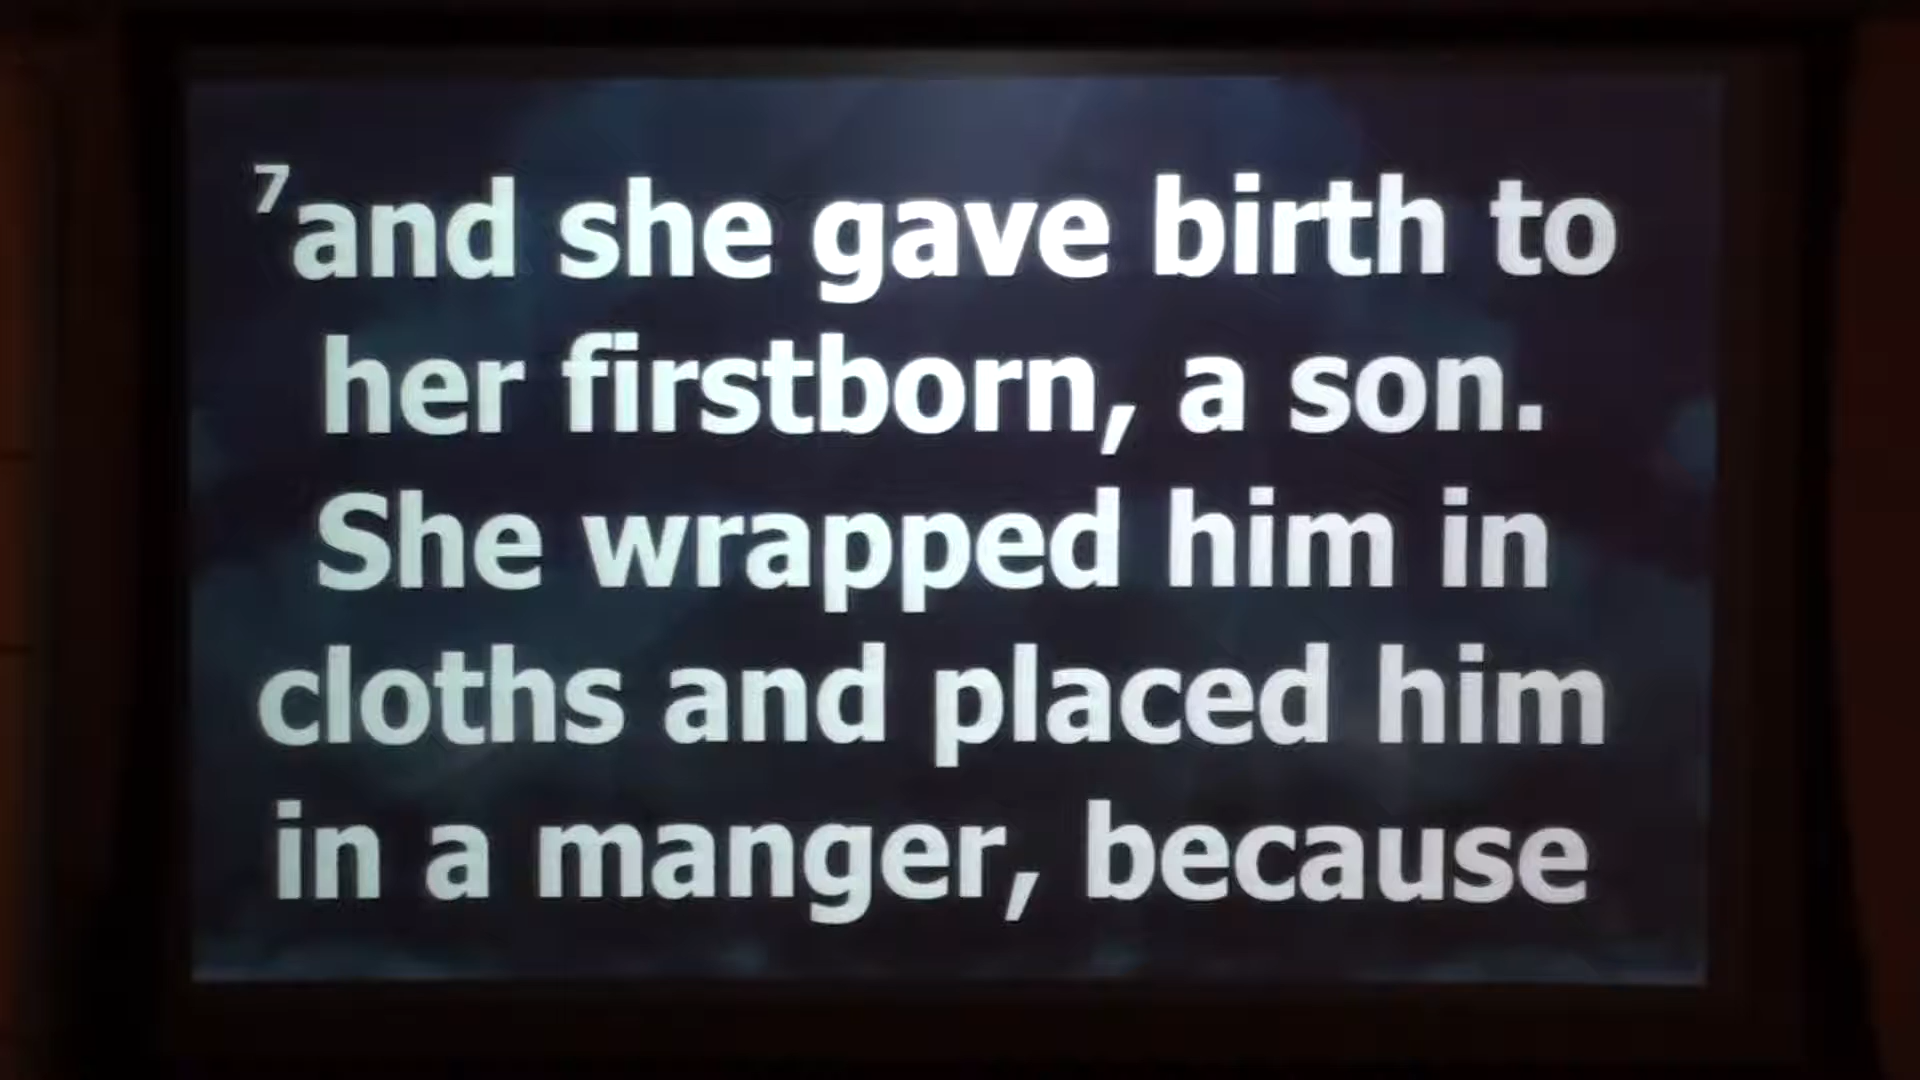 7and she gave birth to
her firstborn, a son.
She wrapped him in
cloths and placed him
in a manger, because